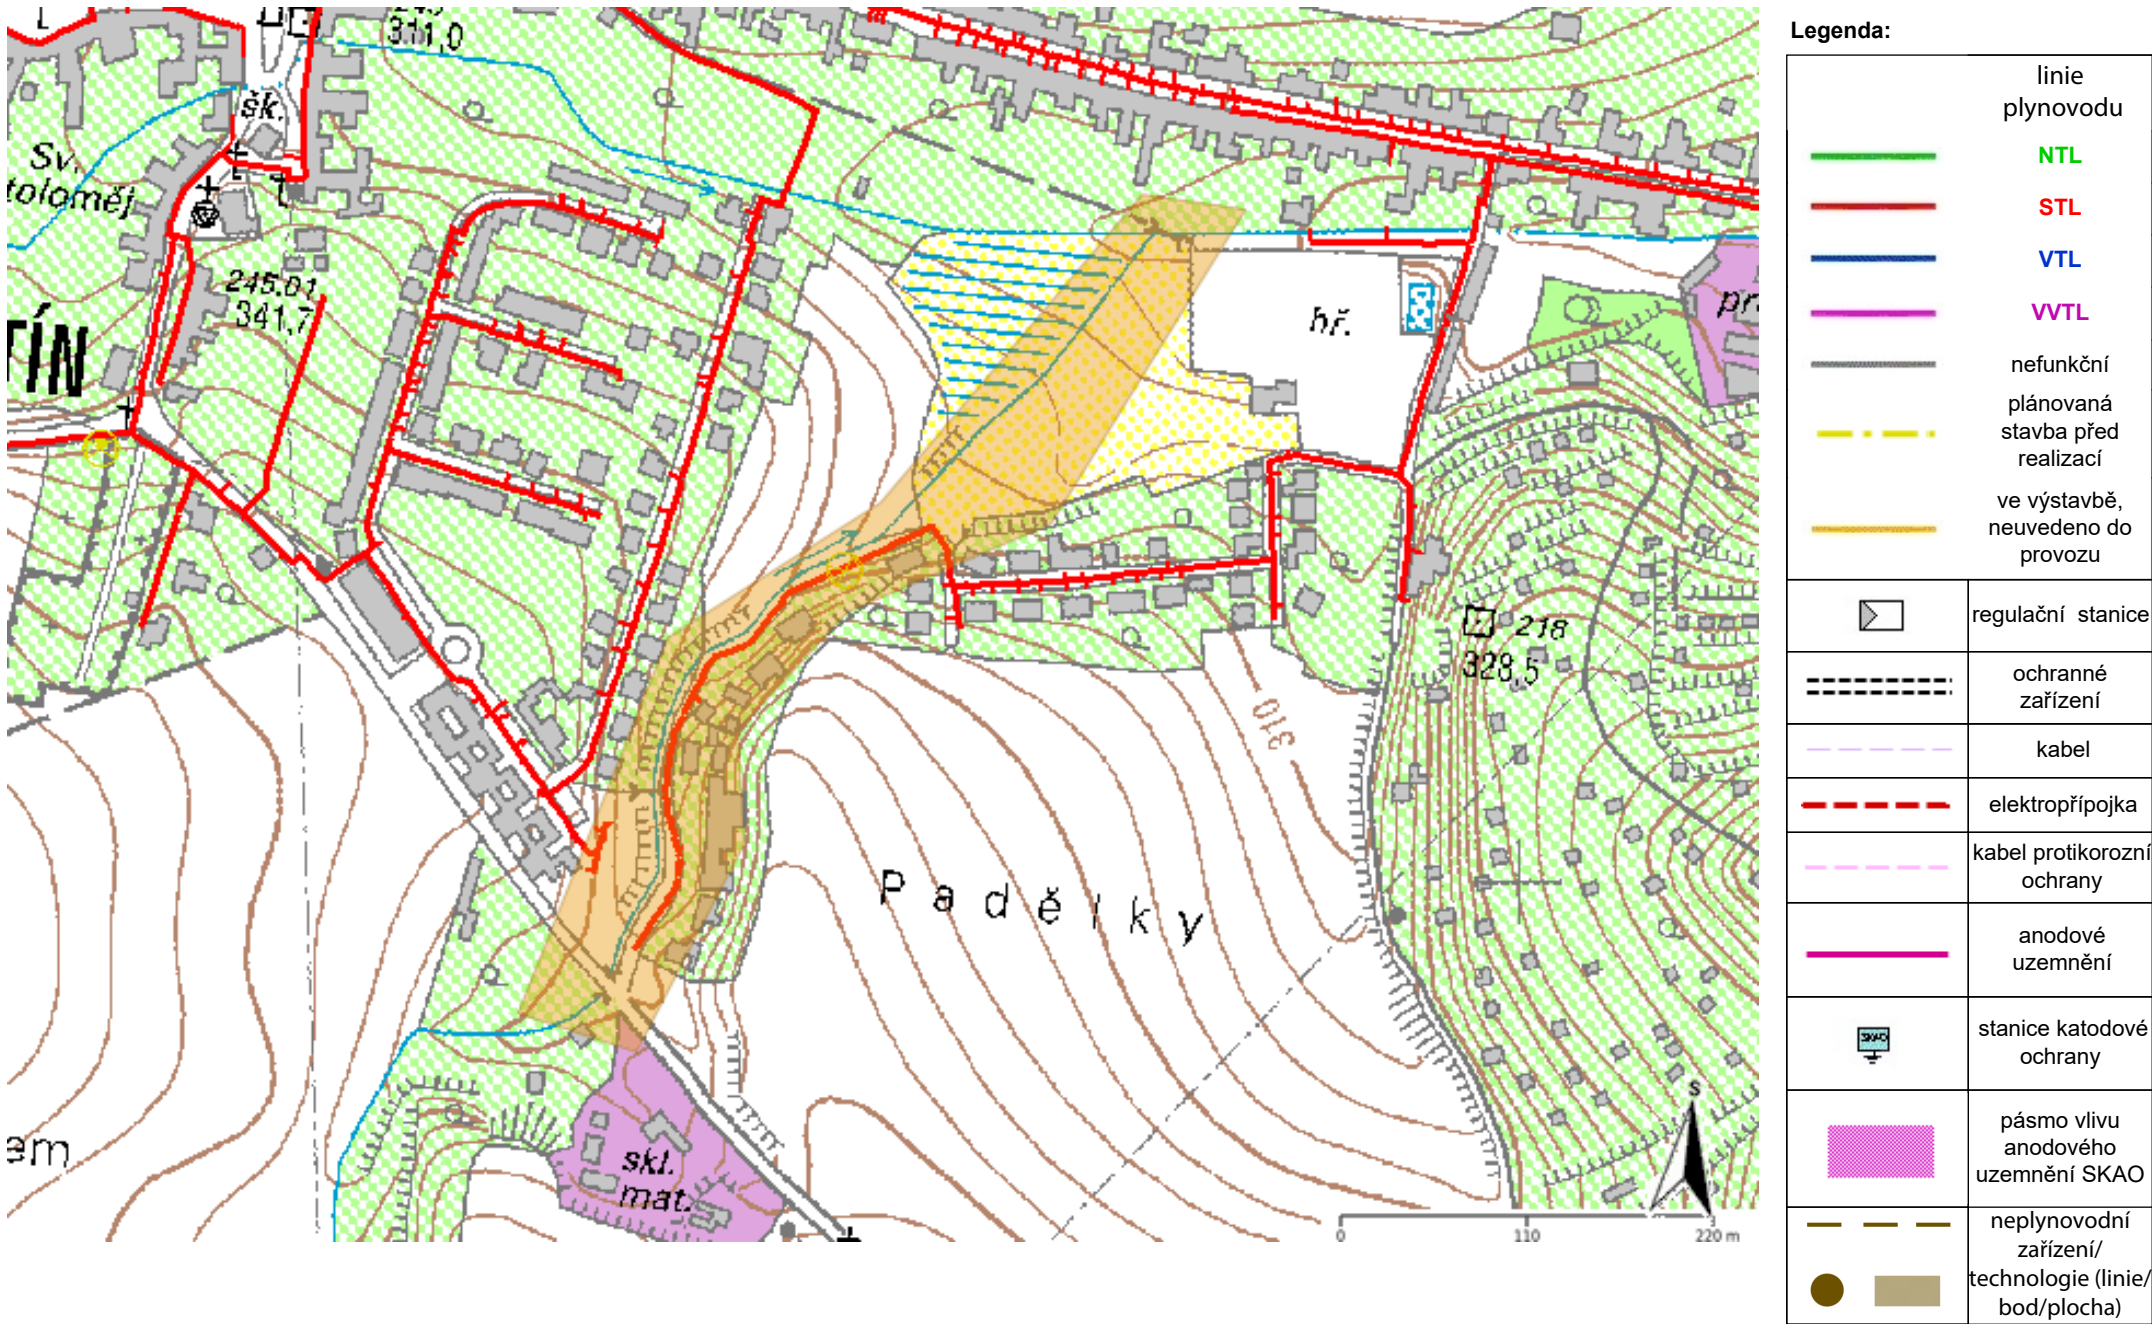 311,0
šk.
Sv.
toloměj
245.01
341,7
TÍN
hř.
pr
218
328,5
310
P a d ě l k y
em
skl.
mat.
S
0 110 220 m
Legenda:
linie
plynovodu
NTL
STL
VTL
VVTL
nefunkční
plánovaná
stavba před
realizací
ve výstavbě,
neuvedeno do
provozu
regulační stanice
ochranné
zařízení
kabel
elektropřípojka
kabel protikorozní
ochrany
anodové
uzemnění
SKAO
stanice katodové
ochrany
pásmo vlivu
anodového
uzemnění SKAO
neplynovodní
zařízení/
technologie (linie/
bod/plocha)